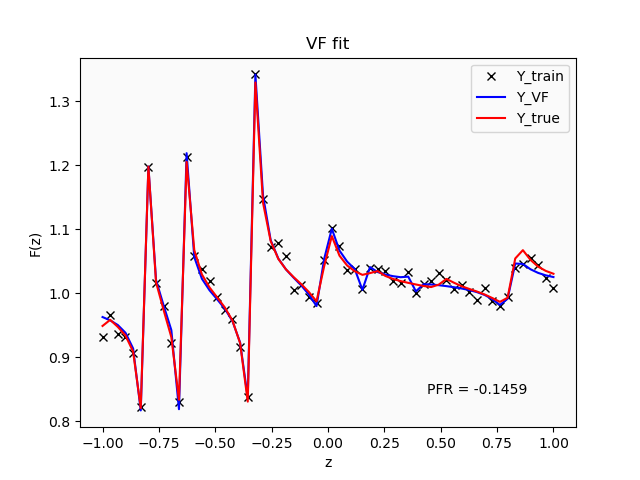 VF fit
Y_train
Y_VF
Y_true
F(z)
1.3
1.2
1.1
1.0
0.9
0.8
PFR = -0.1459
−1.00 −0.75 −0.50 −0.25 0.00 0.25 0.50 0.75 1.00
z